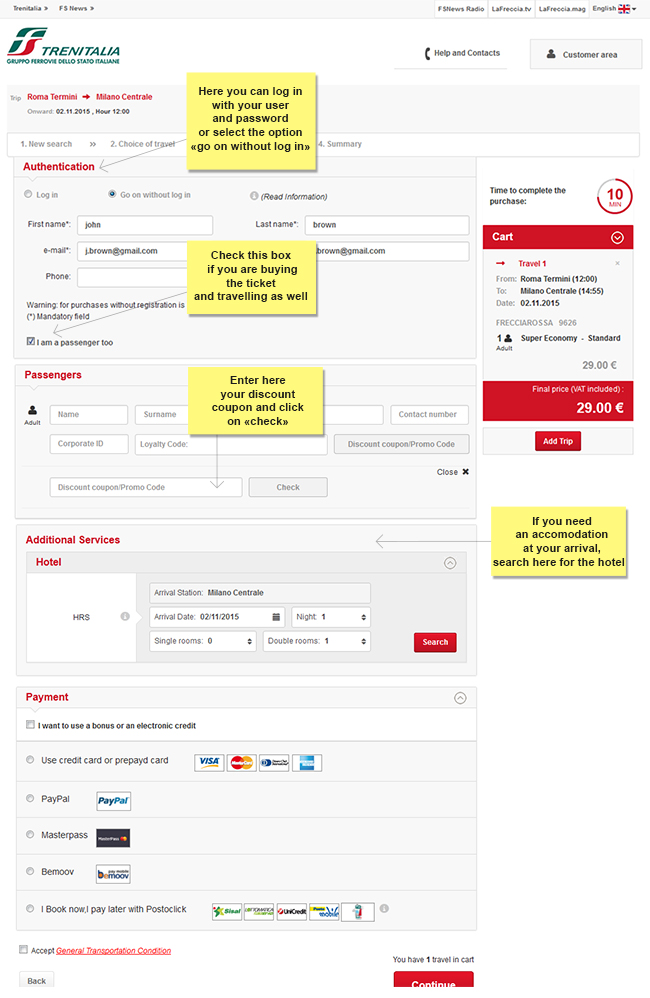 Trenitalia »
FS News »
FSNews Radio
LaFreccia.tv
LaFreccia.mag
English
TRENITALIA
GRUPPO FERROVIE DELLO STATO ITALIANE
Help and Contacts
Customer area
Trip
Roma Termini → Milano Centrale
Onward: 02.11.2015 , Hour 12:00
Here you can log in
with your user
and password
or select the option
«go on without log in»
1. New search » 2. Choice of travel
4. Summary
Authentication
Log in
Go on without log in
(Read Information)
First name*: john
Last name*: brown
e-mail*: j.brown@gmail.com
brown@gmail.com
Phone:
Check this box
if you are buying
the ticket
and travelling as well
Warning: for purchases without registration is
(*) Mandatory field
I am a passenger too
Time to complete the
purchase:
10
MIN
Cart
Travel 1 ×
From: Roma Termini (12:00)
To: Milano Centrale (14:55)
Date: 02.11.2015
FRECCIAROSSA 9626
1 Super Economy - Standard
Adult
29.00 €
Final price (VAT included) :
29.00 €
Add Trip
Passengers
Adult
Name
Surname
Contact number
Enter here
your discount
coupon and click
on «check»
Corporate ID
Loyalty Code:
Discount coupon/Promo Code
Close ✖
Discount coupon/Promo Code
Check
Additional Services
If you need
an accomodation
at your arrival,
search here for the hotel
Hotel
HRS
Arrival Station: Milano Centrale
Arrival Date: 02/11/2015
Night: 1
Single rooms: 0
Double rooms: 1
Search
Payment
I want to use a bonus or an electronic credit
Use credit card or prepayd card
VISA
MasterCard
PayPal
PayPal
Masterpass
MasterPass
Bemoov
pay mobile
bemoov
I Book now,I pay later with Postoclick
Sisal
UniCredit
Accept General Transportation Condition
You have 1 travel in cart
Back
Continue